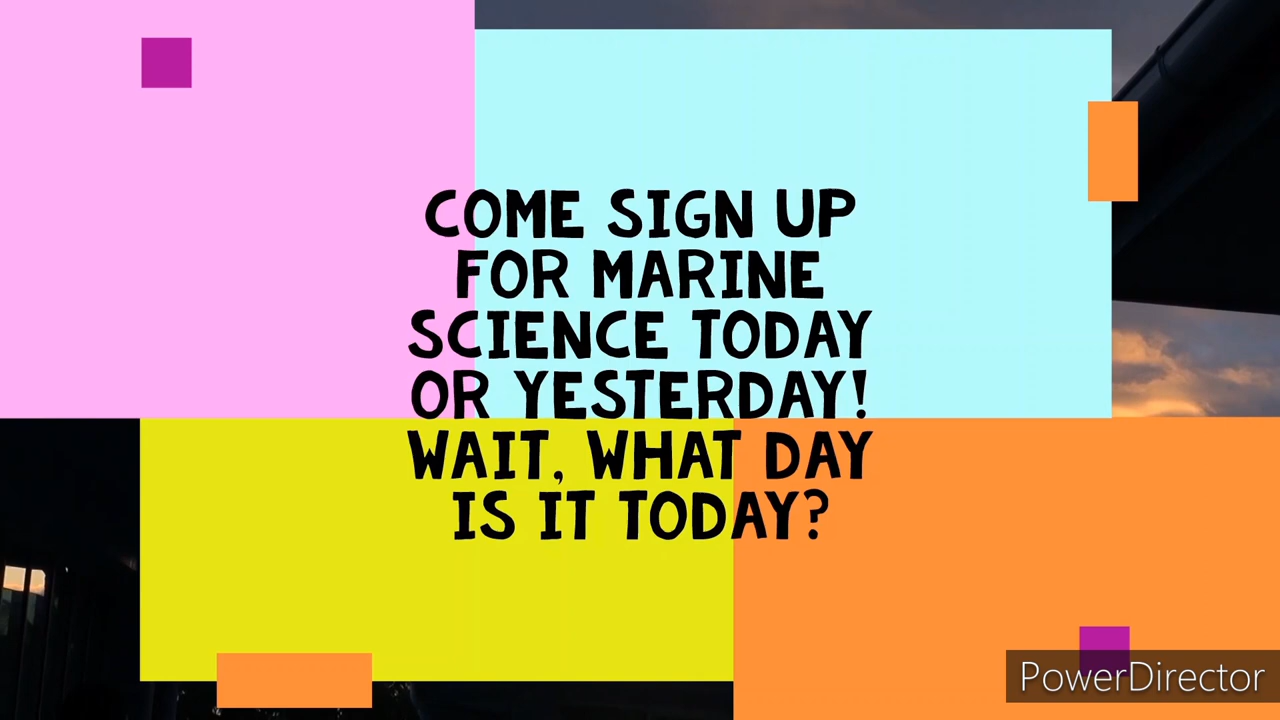 COME SIGN UP
FOR MARINE
SCIENCE TODAY
OR YESTERDAY!
WAIT, WHAT DAY
IS IT TODAY?
PowerDirector